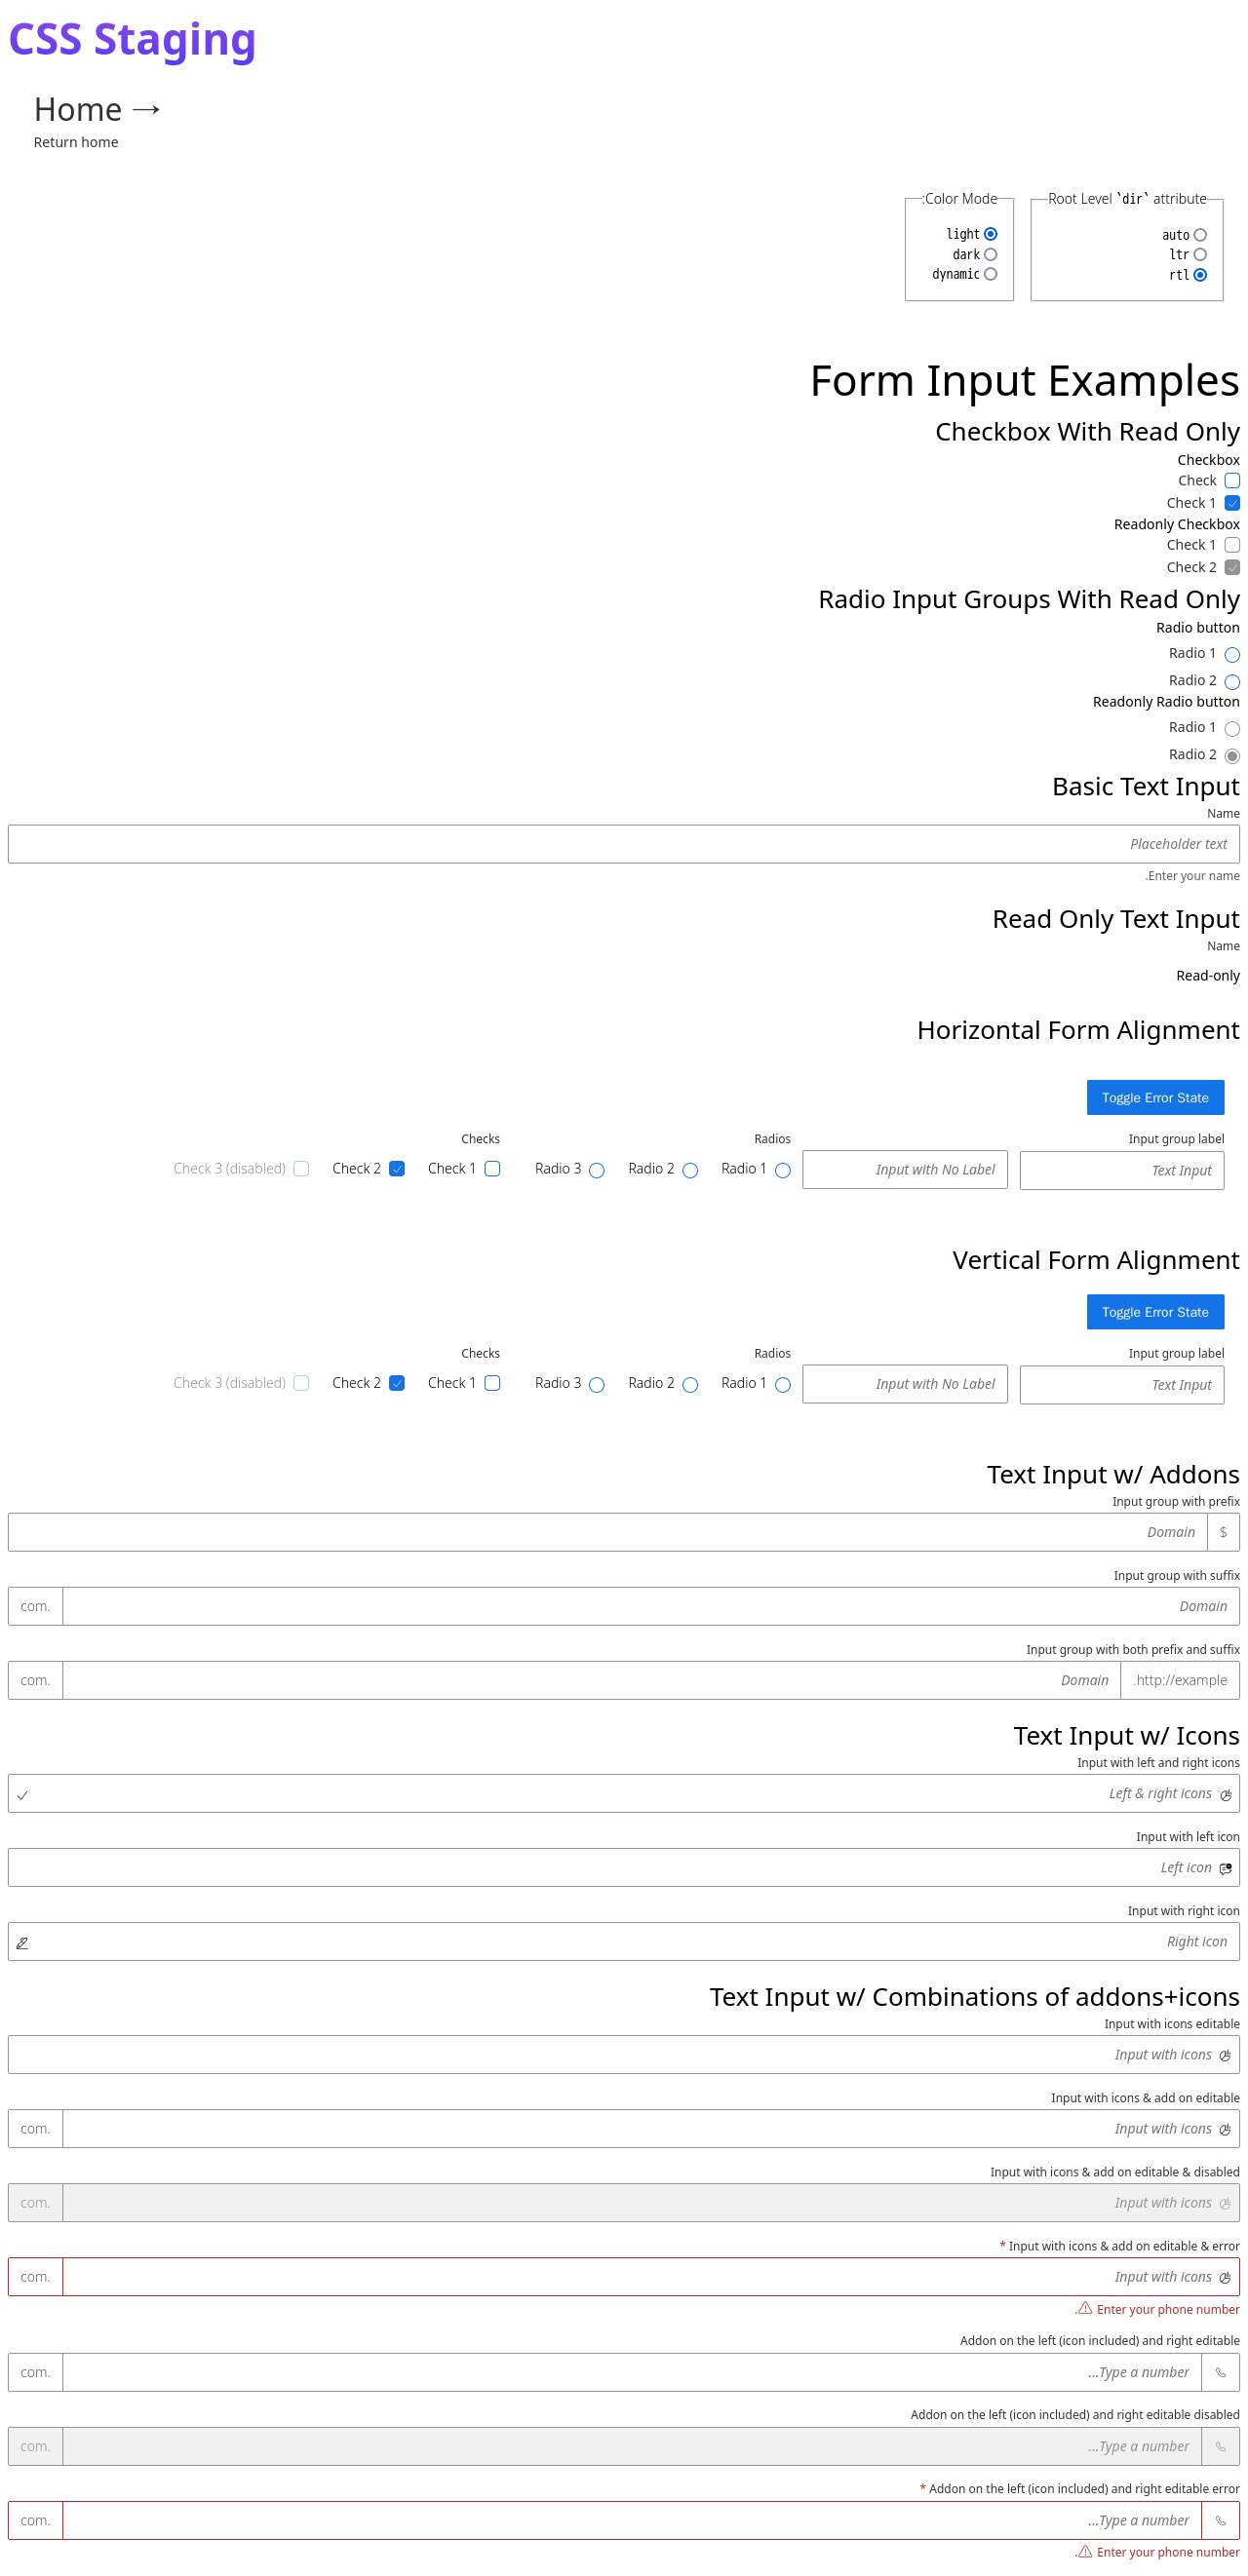 CSS Staging
Home →
Return home
Root Level `dir` attribute
auto
ltr
rtl
:Color Mode
light
dark
dynamic
Form Input Examples
Checkbox With Read Only
Checkbox
Check
Check 1
Readonly Checkbox
Check 1
Check 2
Radio Input Groups With Read Only
Radio button
Radio 1
Radio 2
Readonly Radio button
Radio 1
Radio 2
Basic Text Input
Name
Placeholder text
.Enter your name
Read Only Text Input
Name
Read-only
Horizontal Form Alignment
Toggle Error State
Input group label
Text Input
Input with No Label
Radios
Radio 1
Radio 2
Radio 3
Checks
Check 1
Check 2
Check 3 (disabled)
Vertical Form Alignment
Toggle Error State
Input group label
Text Input
Input with No Label
Radios
Radio 1
Radio 2
Radio 3
Checks
Check 1
Check 2
Check 3 (disabled)
Text Input w/ Addons
Input group with prefix
$
Domain
Input group with suffix
Domain
com.
Input group with both prefix and suffix
.http://example
Domain
com.
Text Input w/ Icons
Input with left and right icons
Left & right icons
Input with left icon
Left icon
Input with right icon
Right icon
Text Input w/ Combinations of addons+icons
Input with icons editable
Input with icons
Input with icons & add on editable
Input with icons
com.
Input with icons & add on editable & disabled
Input with icons
com.
* Input with icons & add on editable & error
Input with icons
com.
.⚠ Enter your phone number
Addon on the left (icon included) and right editable
...Type a number
com.
Addon on the left (icon included) and right editable disabled
...Type a number
com.
* Addon on the left (icon included) and right editable error
...Type a number
com.
.⚠ Enter your phone number